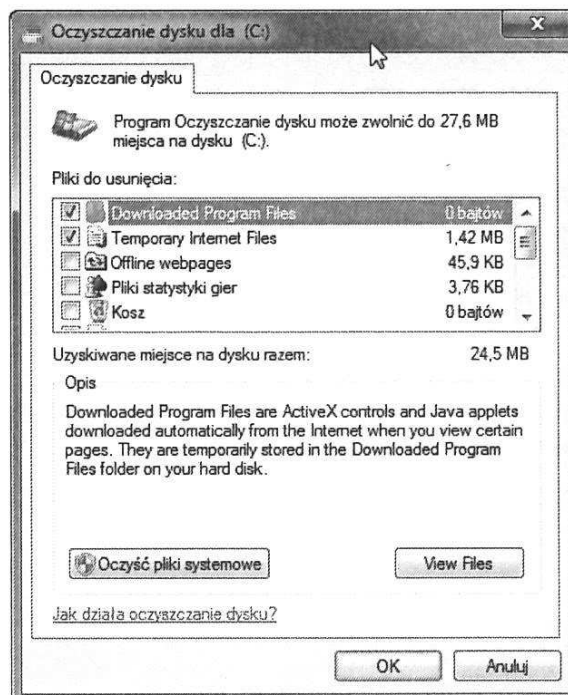 Oczyszczanie dysku dla (C:)
Oczyszczanie dysku
Program Oczyszczanie dysku może zwolnić do 27,6 MB
miejsca na dysku (C:).
Pliki do usunięcia:
Downloaded Program Files 0 bajtów
Temporary Internet Files 1,42 MB
Offline webpages 45,9 KB
Pliki statystyki gier 3,76 KB
Kosz 0 bajtów
Uzyskiwane miejsce na dysku razem: 24,5 MB
Opis
Downloaded Program Files are ActiveX controls and Java applets
downloaded automatically from the Internet when you view certain
pages. They are temporarily stored in the Downloaded Program
Files folder on your hard disk.
Oczyść pliki systemowe View Files
Jak działa oczyszczanie dysku?
OK Anuluj